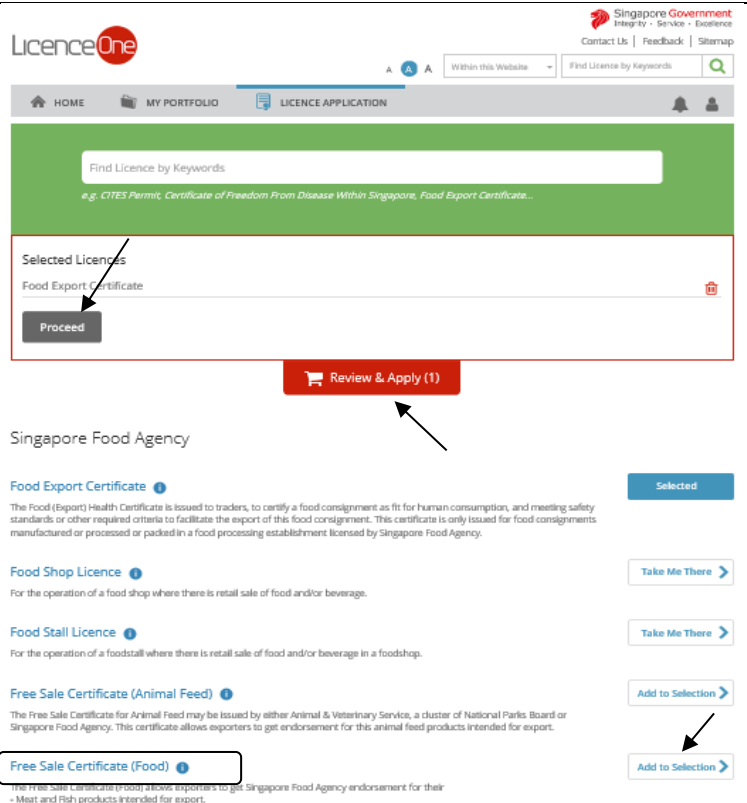 Singapore Government
Integrity · Service · Excellence
Contact Us | Feedback | Sitemap
LicenceOne
A A A Within this Website Find Licence by Keywords
HOME MY PORTFOLIO LICENCE APPLICATION
Find Licence by Keywords
e.g. CITES Permit, Certificate of Freedom From Disease Within Singapore, Food Export Certificate...
Selected Licences
Food Export Certificate
Proceed
Review & Apply (1)
Singapore Food Agency
Food Export Certificate Selected
The Food (Export) Health Certificate is issued to traders, to certify a food consignment as fit for human consumption, and meeting safety
standards or other required criteria to facilitate the export of this food consignment. This certificate is only issued for food consignments
manufactured or processed or packed in a food processing establishment licensed by Singapore Food Agency.
Food Shop Licence Take Me There
For the operation of a food shop where there is retail sale of food and/or beverage.
Food Stall Licence Take Me There
For the operation of a foodstall where there is retail sale of food and/or beverage in a foodshop.
Free Sale Certificate (Animal Feed) Add to Selection
The Free Sale Certificate for Animal Feed may be issued by either Animal & Veterinary Service, a cluster of National Parks Board or
Singapore Food Agency. This certificate allows exporters to get endorsement for this animal feed products intended for export.
Free Sale Certificate (Food) Add to Selection
The Free Sale Certificate (Food) allows exporters to get Singapore Food Agency endorsement for their
- Meat and Fish products intended for export.